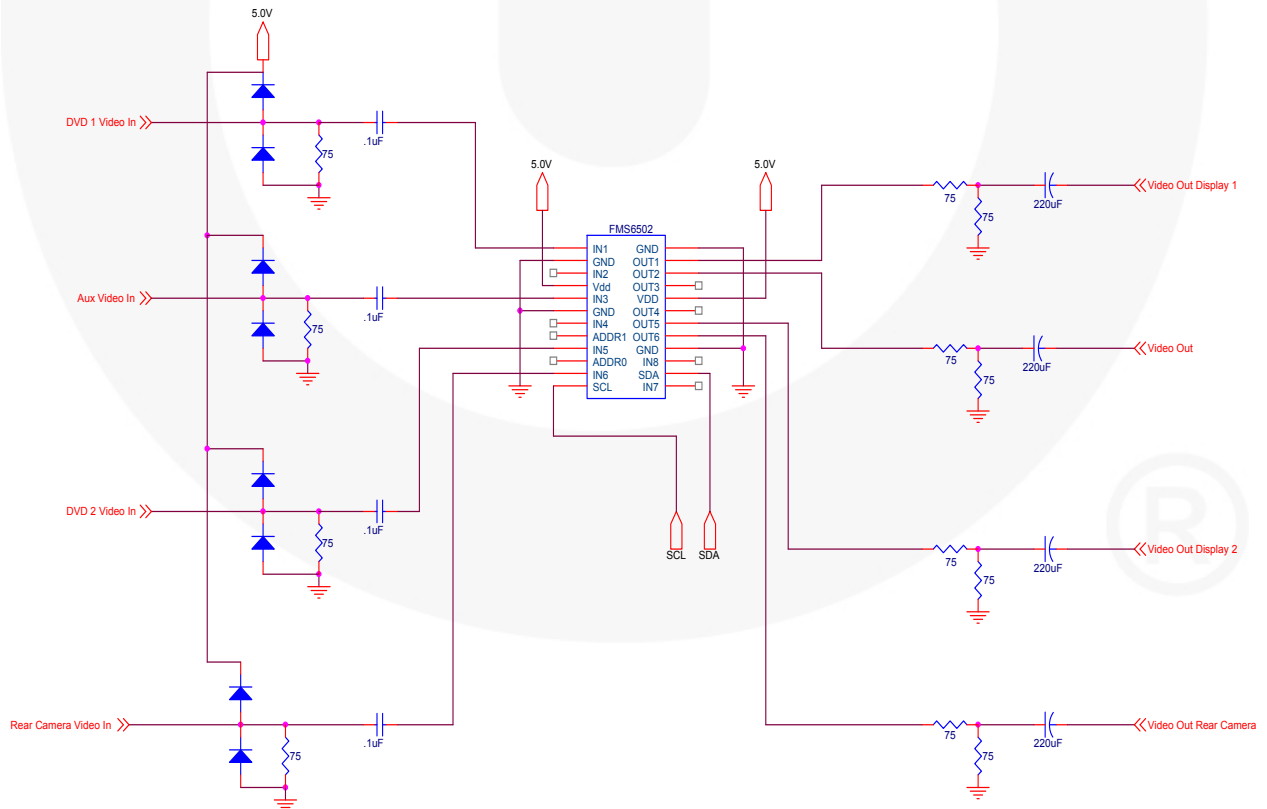 5.0V
DVD 1 Video In
75
.1uF
5.0V
5.0V
Video Out Display 1
75
75
220uF
FMS6502
IN1 GND
GND OUT1
IN2 OUT2
Vdd OUT3
IN3 VDD
GND OUT4
IN4 OUT5
ADDR1 OUT6
IN5 GND
ADDR0 IN8
IN6 SDA
SCL IN7
Aux Video In
75
.1uF
Video Out
75
75
220uF
DVD 2 Video In
75
.1uF
SCL SDA
Video Out Display 2
75
75
220uF
Rear Camera Video In
75
.1uF
Video Out Rear Camera
75
75
220uF
®